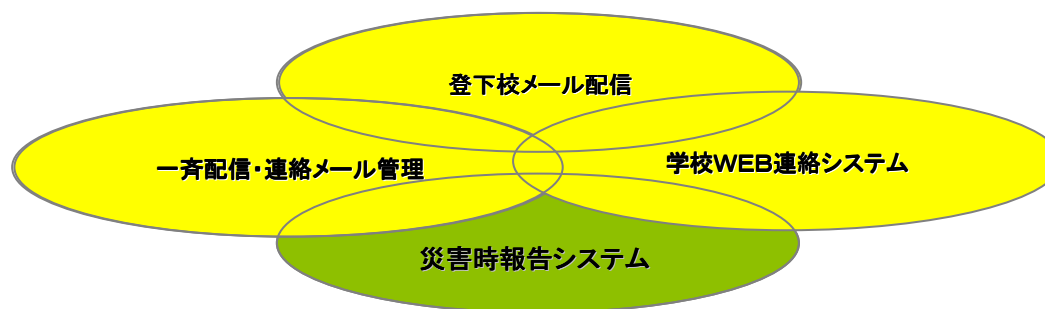 登下校メール配信
一斉配信・連絡メール管理
学校WEB連絡システム
災害時報告システム